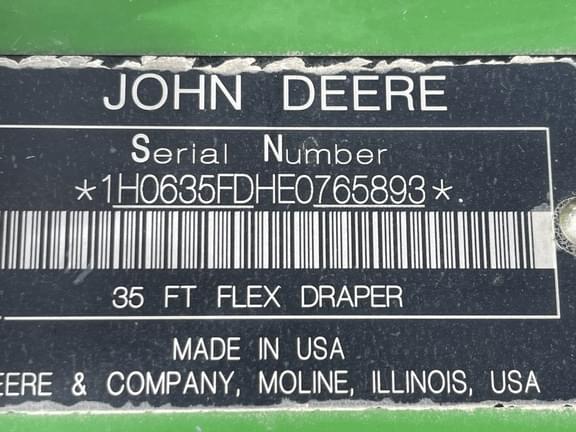 JOHN DEERE
Serial Number
*1H0635FDHE0765893*.
35 FT FLEX DRAPER
MADE IN USA
EERE & COMPANY, MOLINE, ILLINOIS, USA